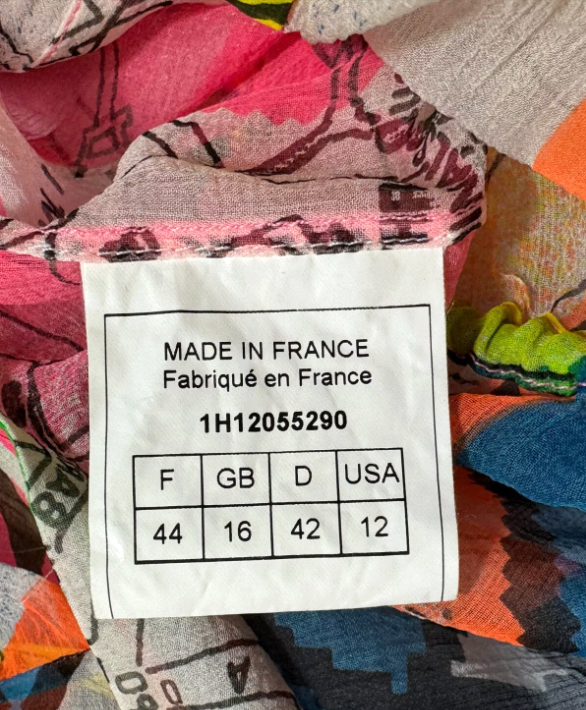 MADE IN FRANCE
Fabriqué en France
1H12055290
F GB D USA
44 16 42 12